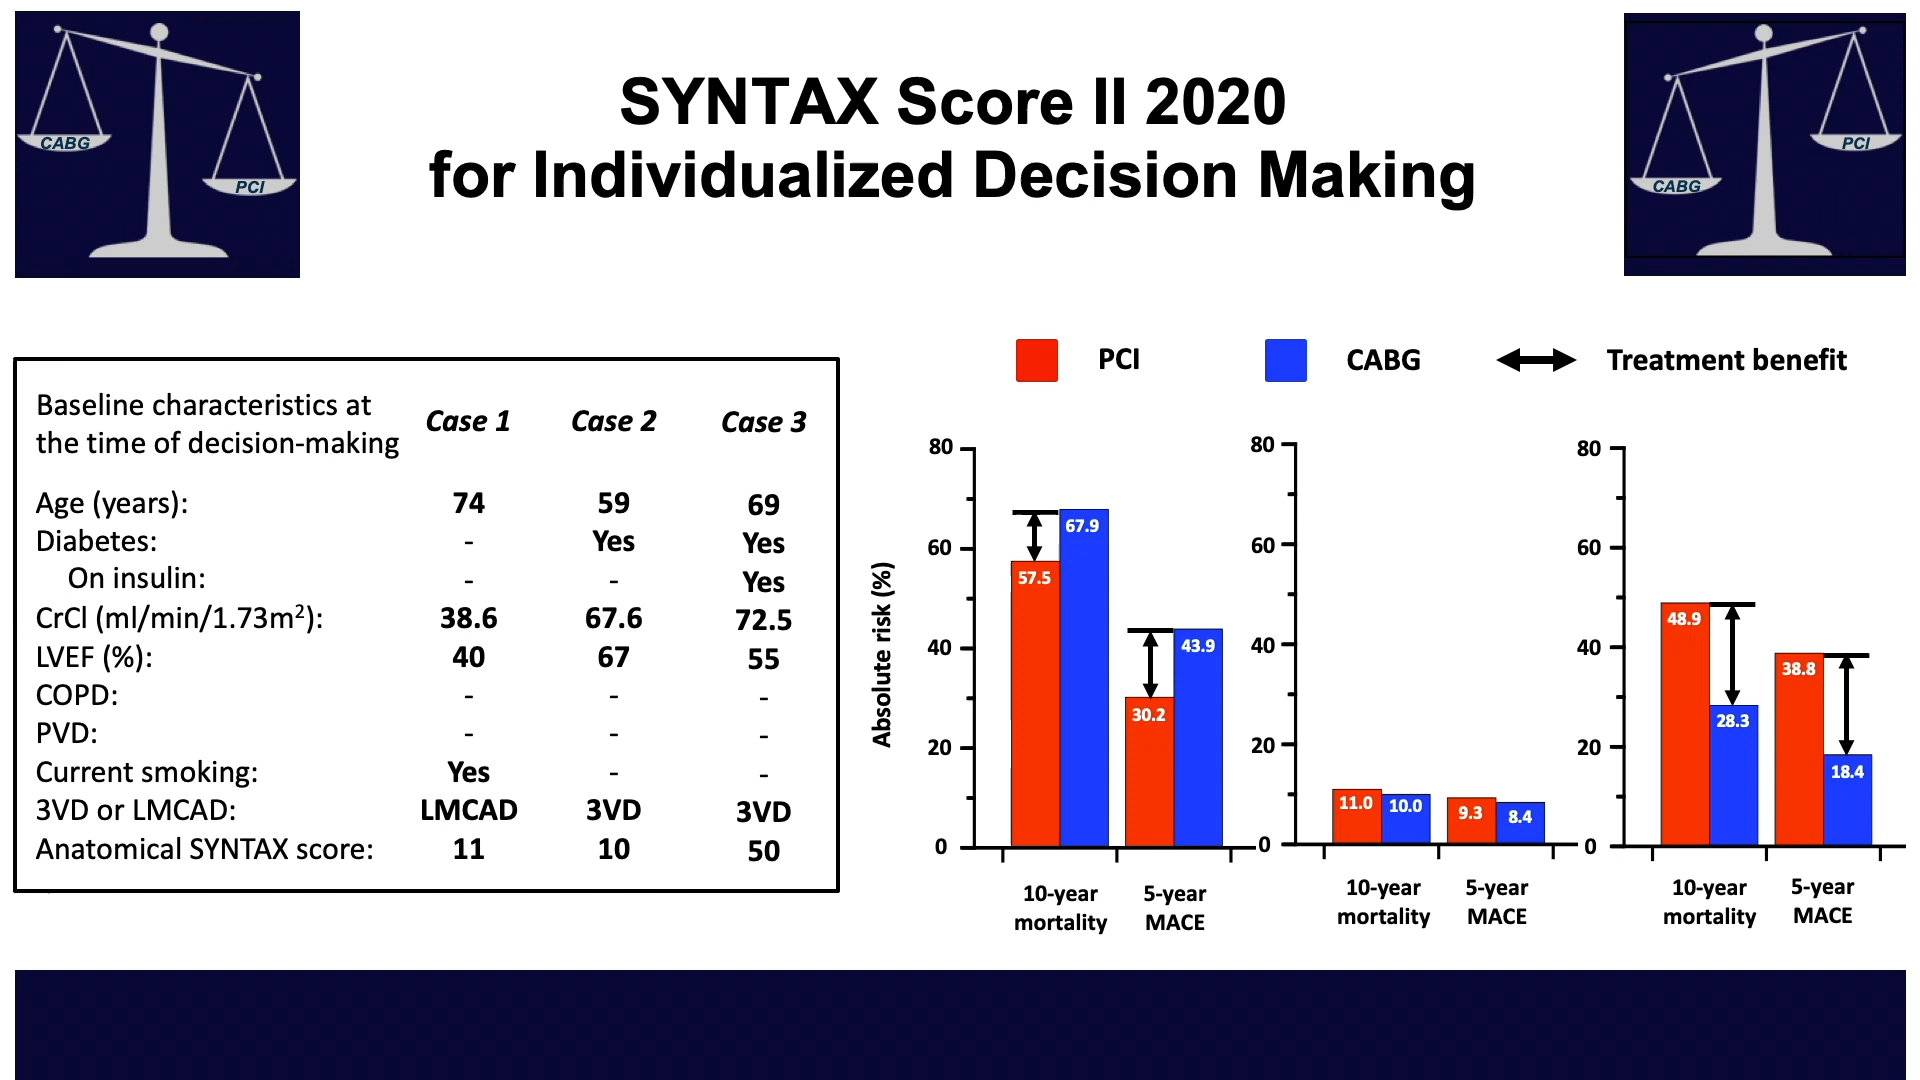 CABG
PCI
SYNTAX Score II 2020
for Individualized Decision Making
PCI
CABG
Baseline characteristics at
the time of decision-making
Case 1 Case 2 Case 3
Age (years): 74 59 69
Diabetes: - Yes Yes
On insulin: - - Yes
CrCl (ml/min/1.73m²): 38.6 67.6 72.5
LVEF (%): 40 67 55
COPD: - - -
PVD: - - -
Current smoking: Yes - -
3VD or LMCAD: LMCAD 3VD 3VD
Anatomical SYNTAX score: 11 10 50
PCI CABG Treatment benefit
Absolute risk (%)
80
60
40
20
0
57.5
67.9
30.2
43.9
10-year
mortality
5-year
MACE
80
60
40
20
0
11.0
10.0
9.3
8.4
10-year
mortality
5-year
MACE
80
60
40
20
0
48.9
28.3
38.8
18.4
10-year
mortality
5-year
MACE